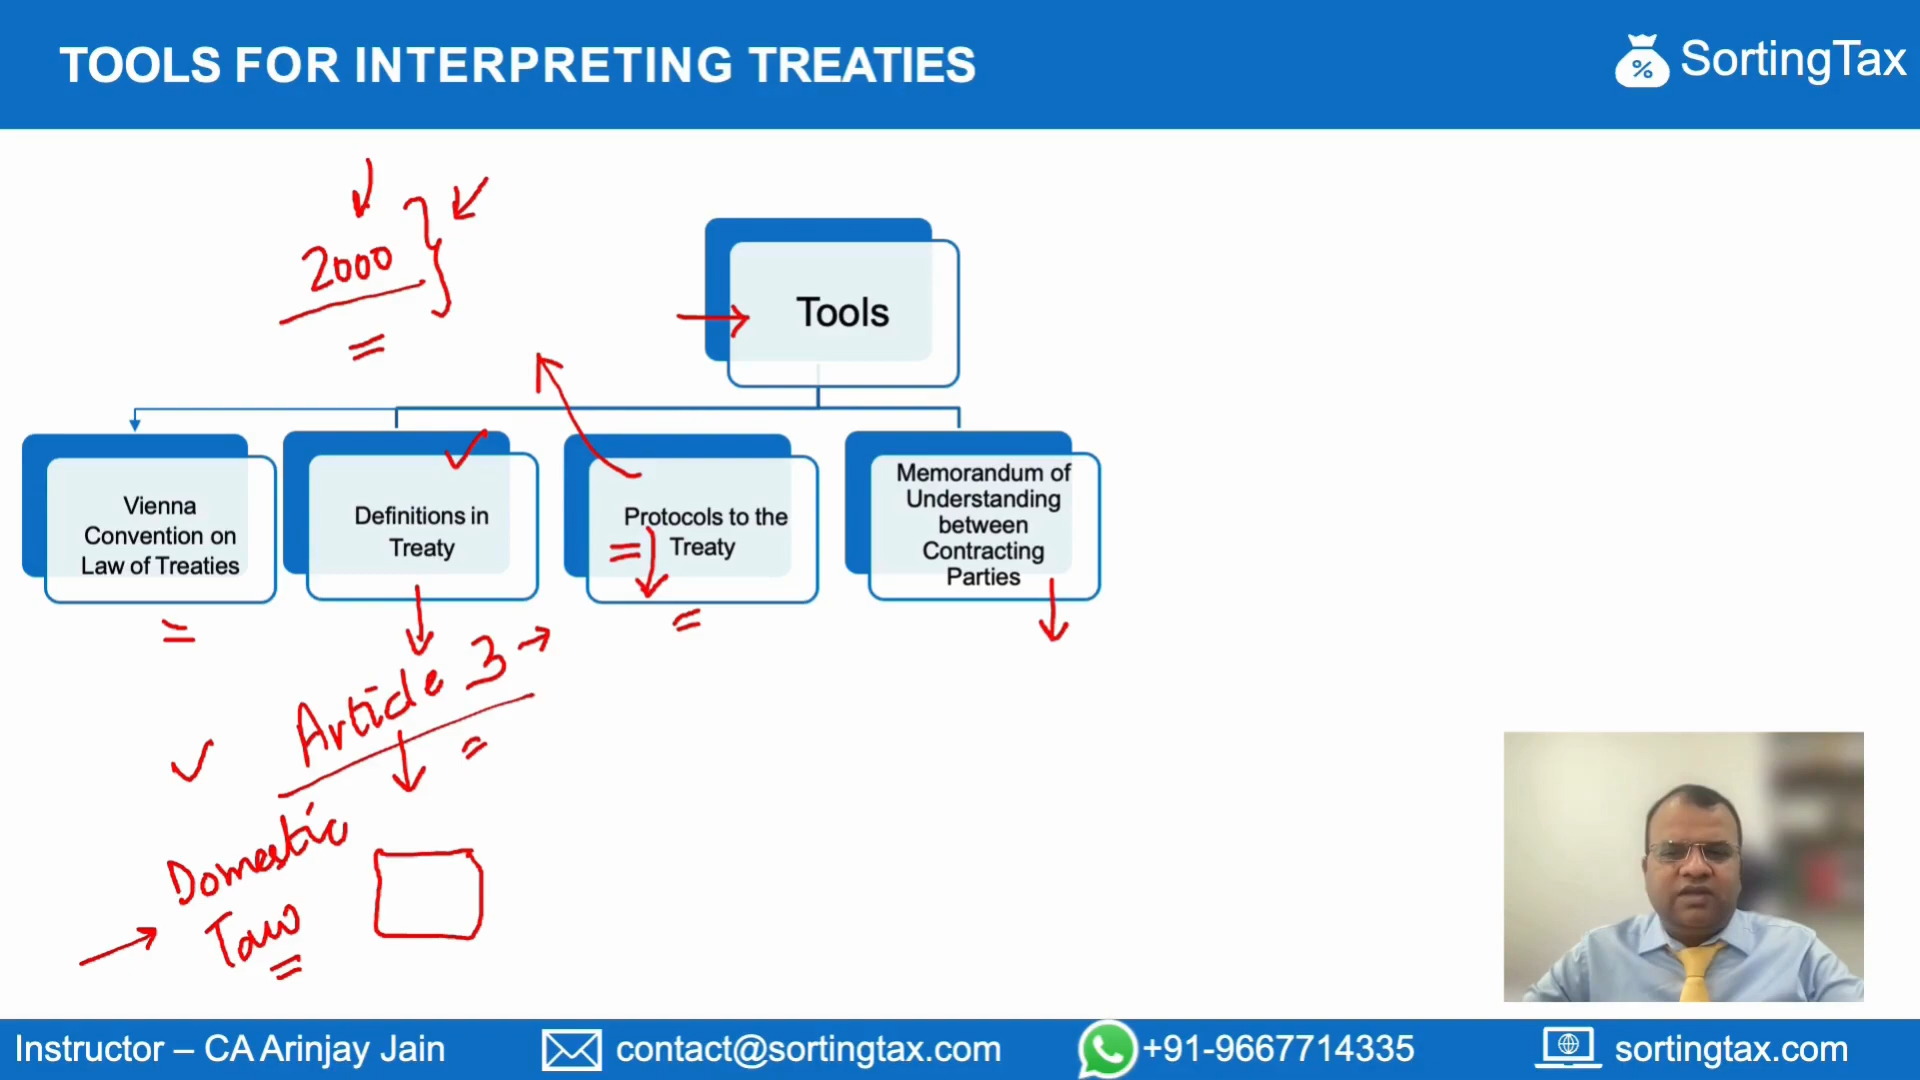 TOOLS FOR INTERPRETING TREATIES
% SortingTax
2000
Tools
Vienna
Convention on
Law of Treaties
Definitions in
Treaty
Protocols to the
Treaty
Memorandum of
Understanding
between
Contracting
Parties
Article 3
Domestic
Instructor – CA Arinjay Jain
contact@sortingtax.com
+91-9667714335
sortingtax.com